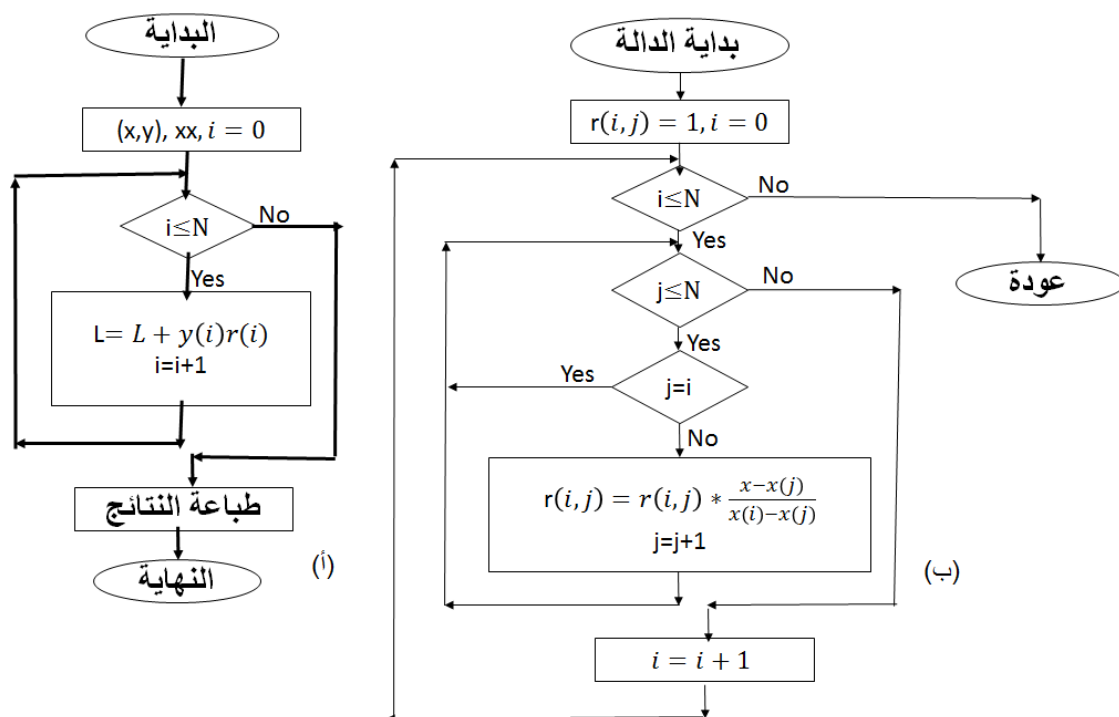 البداية
(x,y), xx, i = 0
i≤N
No
Yes
L= L + y(i)r(i)
i=i+1
طباعة النتائج
النهاية
(أ)
بداية الدالة
r(i, j) = 1, i = 0
i≤N
No
Yes
عودة
j≤N
No
Yes
j=i
Yes
No
r(i, j) = r(i, j) * \frac{x−x(j)}{x(i)−x(j)}
j=j+1
(ب)
i = i + 1